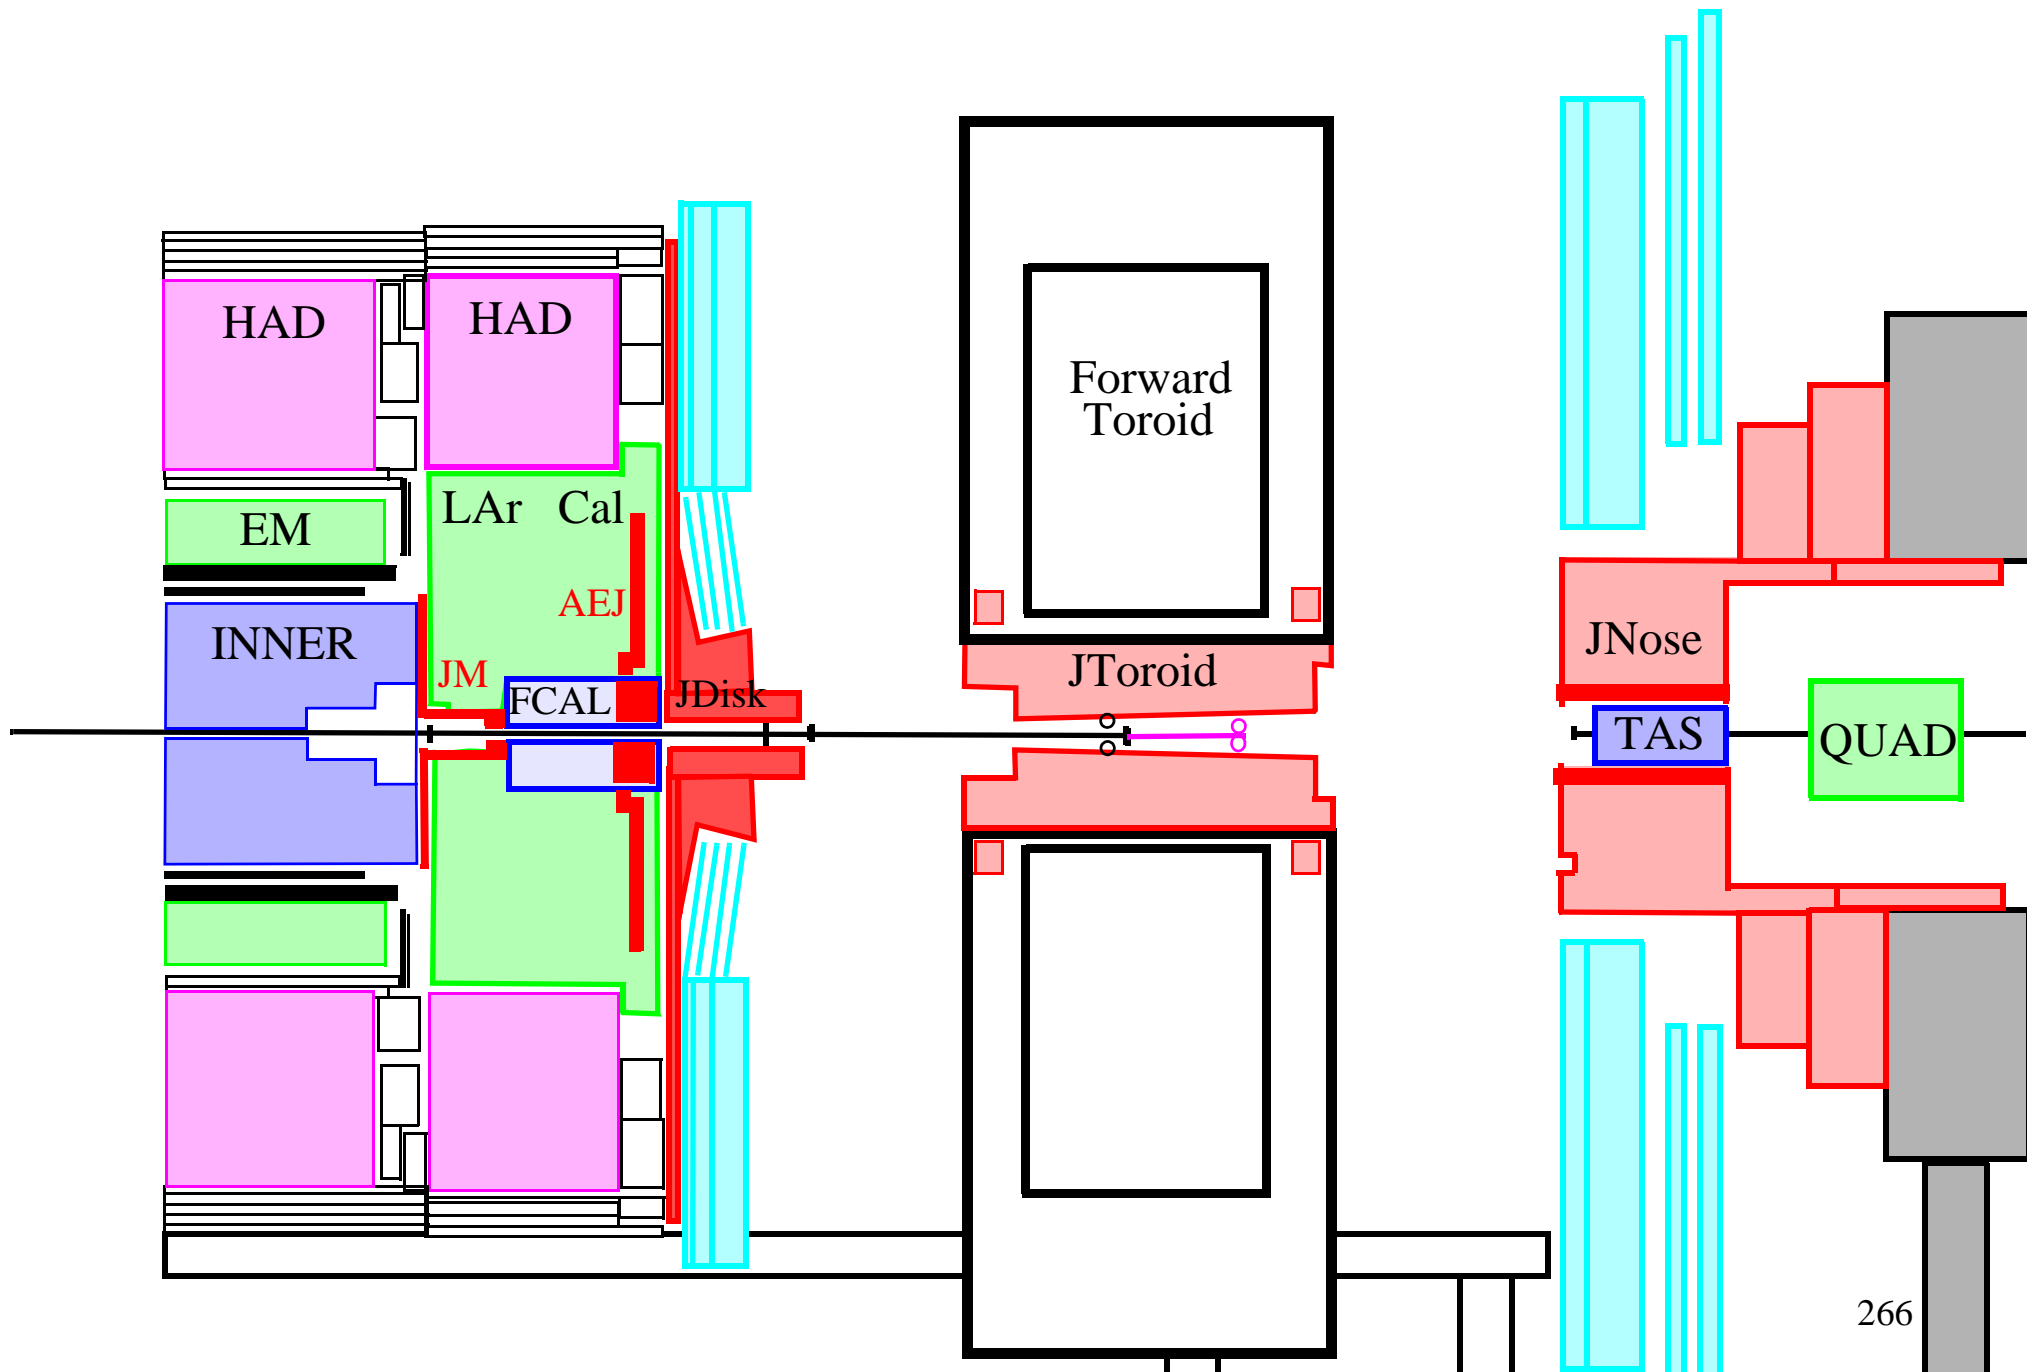 HAD
HAD
Forward
Toroid
LAr Cal
EM
AEJ
INNER
JM
FCAL
JDisk
JToroid
JNose
TAS
QUAD
266